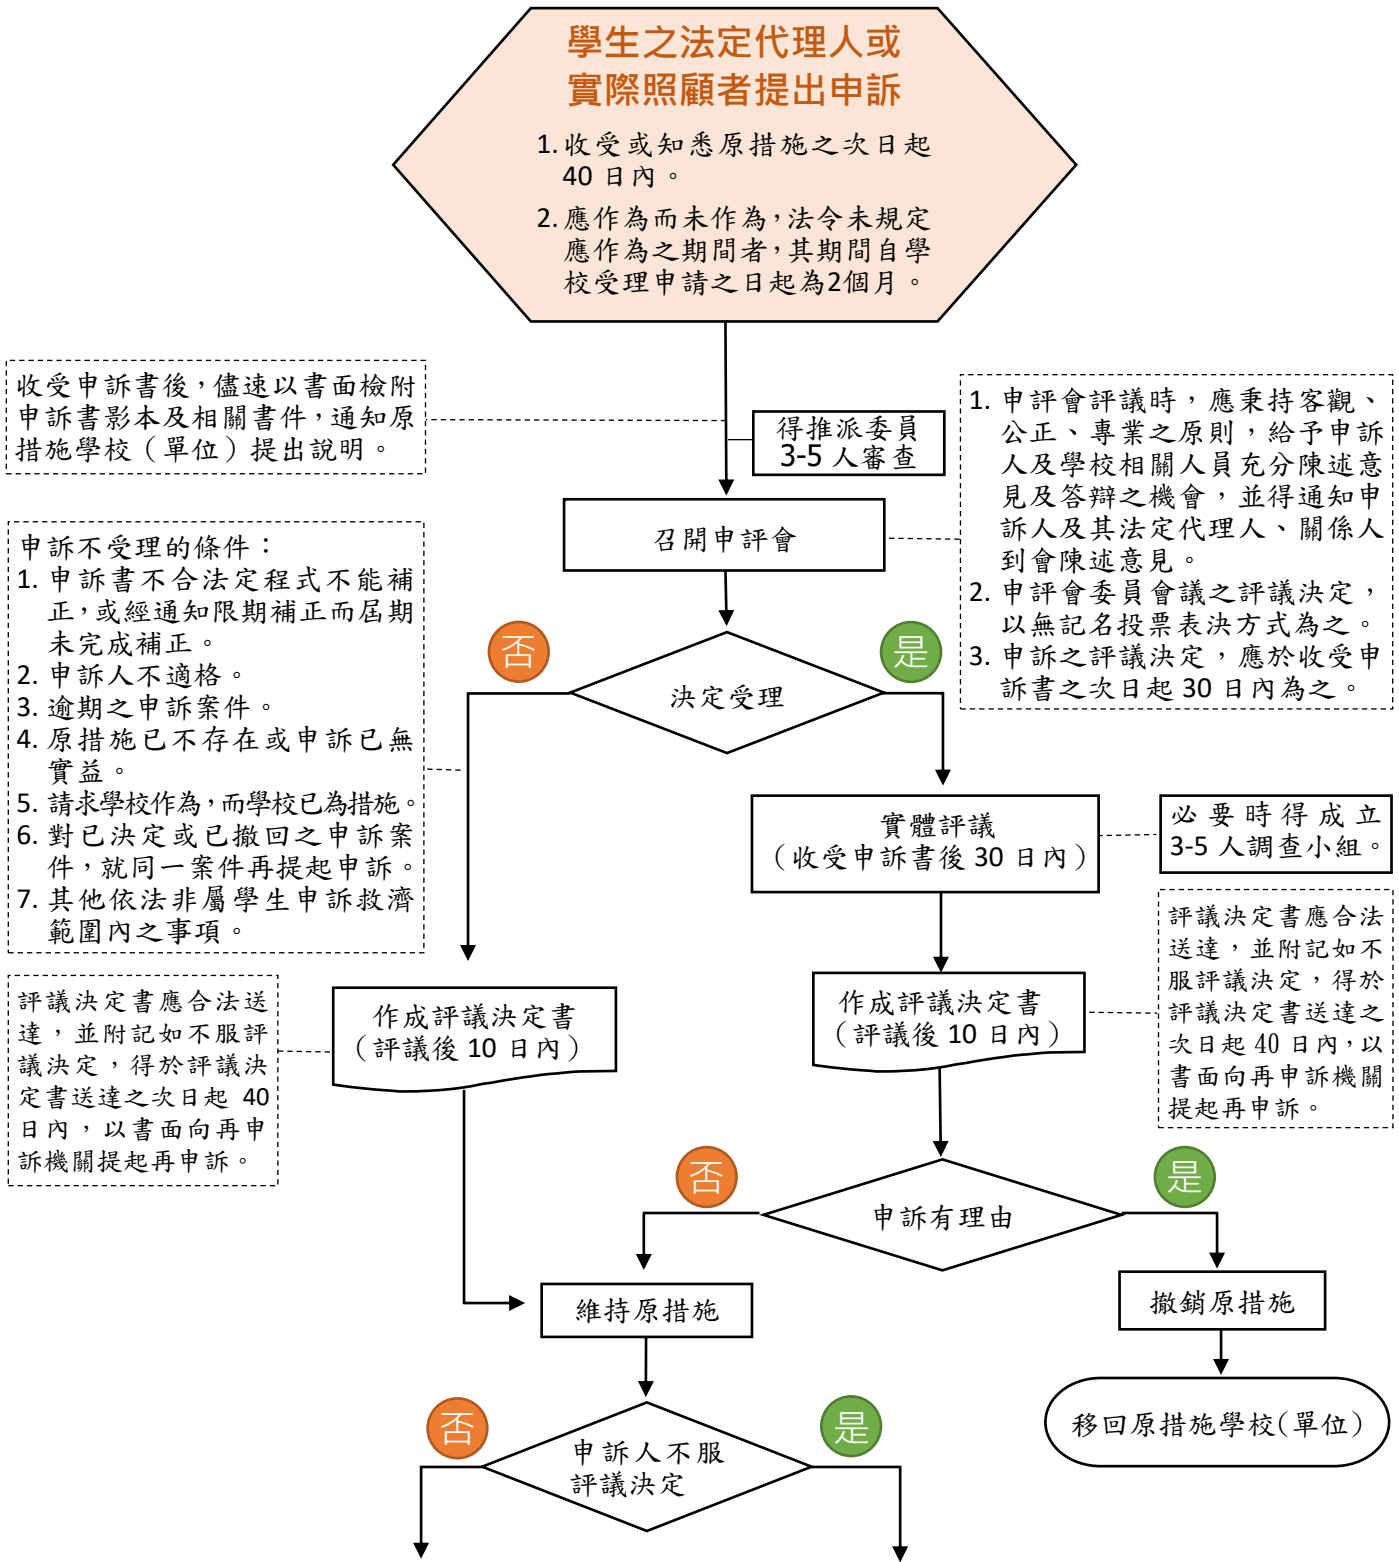 學生之法定代理人或
實際照顧者提出申訴
1. 收受或知悉原措施之次日起
40 日內。
2. 應作為而未作為，法令未規定
應作為之期間者，其期間自學
校受理申請之日起為2個月。
收受申訴書後，儘速以書面檢附
申訴書影本及相關書件，通知原
措施學校（單位）提出說明。
得推派委員
3-5 人審查
1. 申評會評議時，應秉持客觀、
公正、專業之原則，給予申訴
人及學校相關人員充分陳述意
見及答辯之機會，並得通知申
訴人及其法定代理人、關係人
到會陳述意見。
2. 申評會委員會議之評議決定，
以無記名投票表決方式為之。
3. 申訴之評議決定，應於收受申
訴書之次日起 30 日內為之。
召開申評會
申訴不受理的條件：
1. 申訴書不合法定程式不能補
正，或經通知限期補正而屆期
未完成補正。
2. 申訴人不適格。
3. 逾期之申訴案件。
4. 原措施已不存在或申訴已無
實益。
5. 請求學校作為，而學校已為措施。
6. 對已決定或已撤回之申訴案
件，就同一案件再提起申訴。
7. 其他依法非屬學生申訴救濟
範圍內之事項。
否
是
決定受理
實體評議
（收受申訴書後 30 日內）
必要時得成立
3-5 人調查小組。
評議決定書應合法送
達，並附記如不服評
議決定，得於評議決
定書送達之次日起 40
日內，以書面向再申
訴機關提起再申訴。
作成評議決定書
（評議後 10 日內）
作成評議決定書
（評議後 10 日內）
評議決定書應合法
送達，並附記如不
服評議決定，得於
評議決定書送達之
次日起 40 日內，以
書面向再申訴機關
提起再申訴。
否
是
申訴有理由
維持原措施
撤銷原措施
移回原措施學校(單位)
否
是
申訴人不服
評議決定